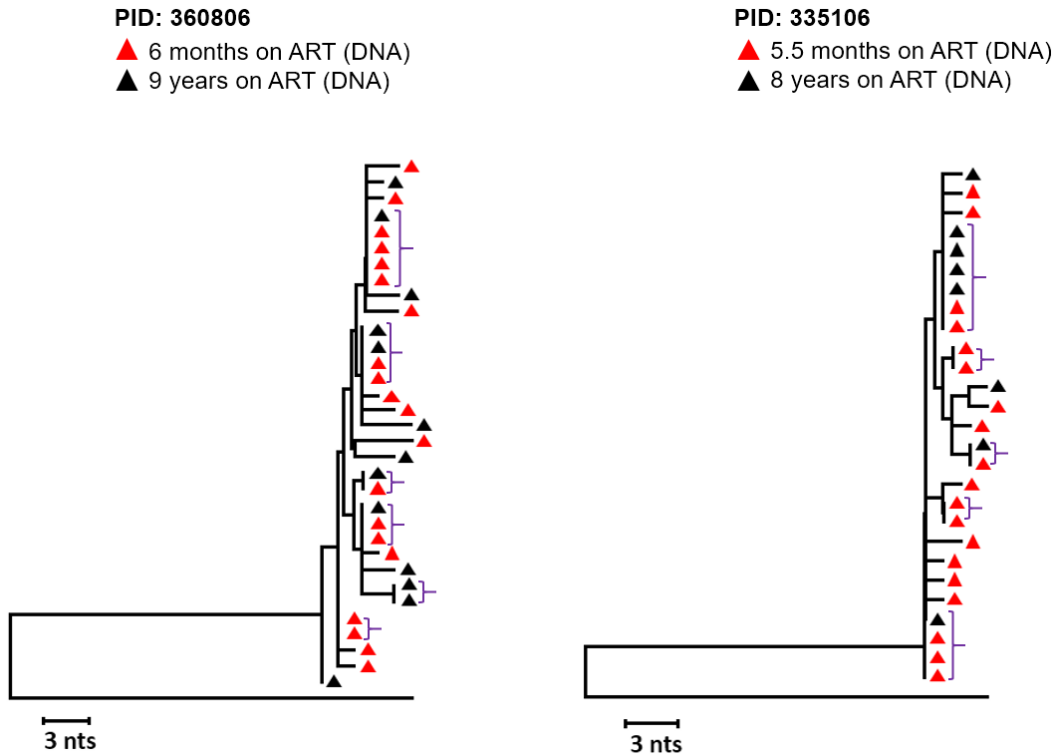 PID: 360806
6 months on ART (DNA)
9 years on ART (DNA)
3 nts
PID: 335106
5.5 months on ART (DNA)
8 years on ART (DNA)
3 nts